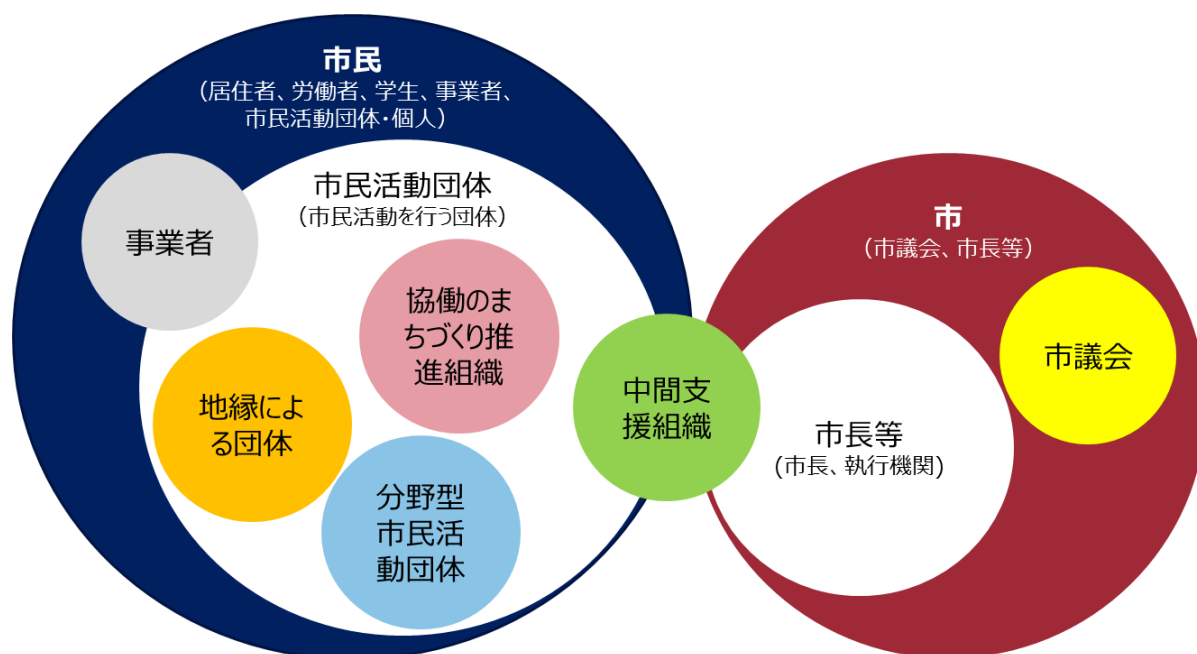 市民
（居住者、労働者、学生、事業者、
市民活動団体・個人）
市民活動団体
（市民活動を行う団体）
事業者
協働のま
ちづくり推
進組織
地縁によ
る団体
分野型
市民活
動団体
中間支
援組織
市
（市議会、市長等）
市議会
市長等
(市長、執行機関)